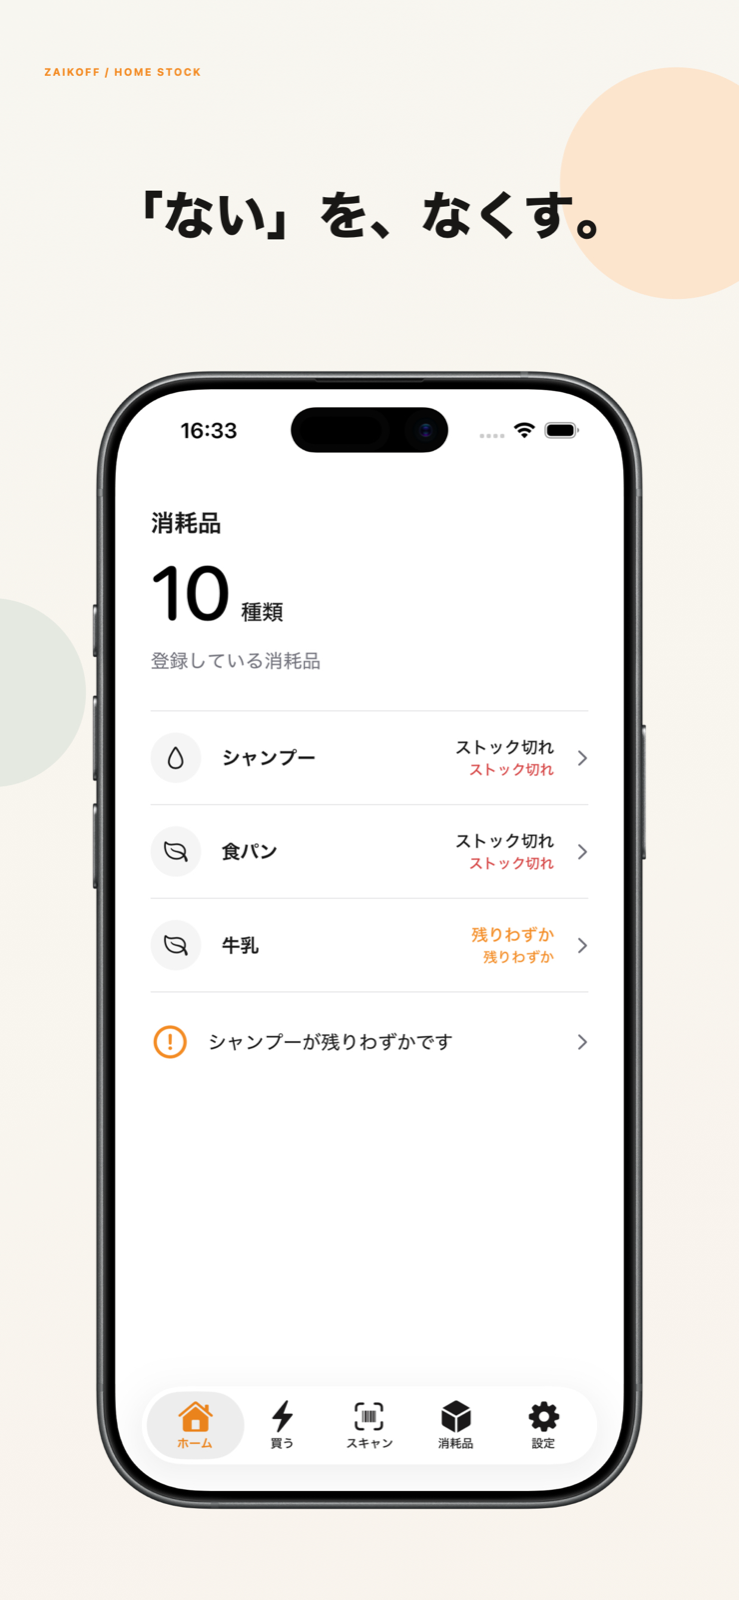 ZAIKOFF / HOME STOCK
「ない」を、なくす。
16:33
消耗品
10 種類
登録している消耗品
シャンプー
ストック切れ
ストック切れ
食パン
ストック切れ
ストック切れ
牛乳
残りわずか
残りわずか
シャンプーが残りわずかです
ホーム
買う
スキャン
消耗品
設定